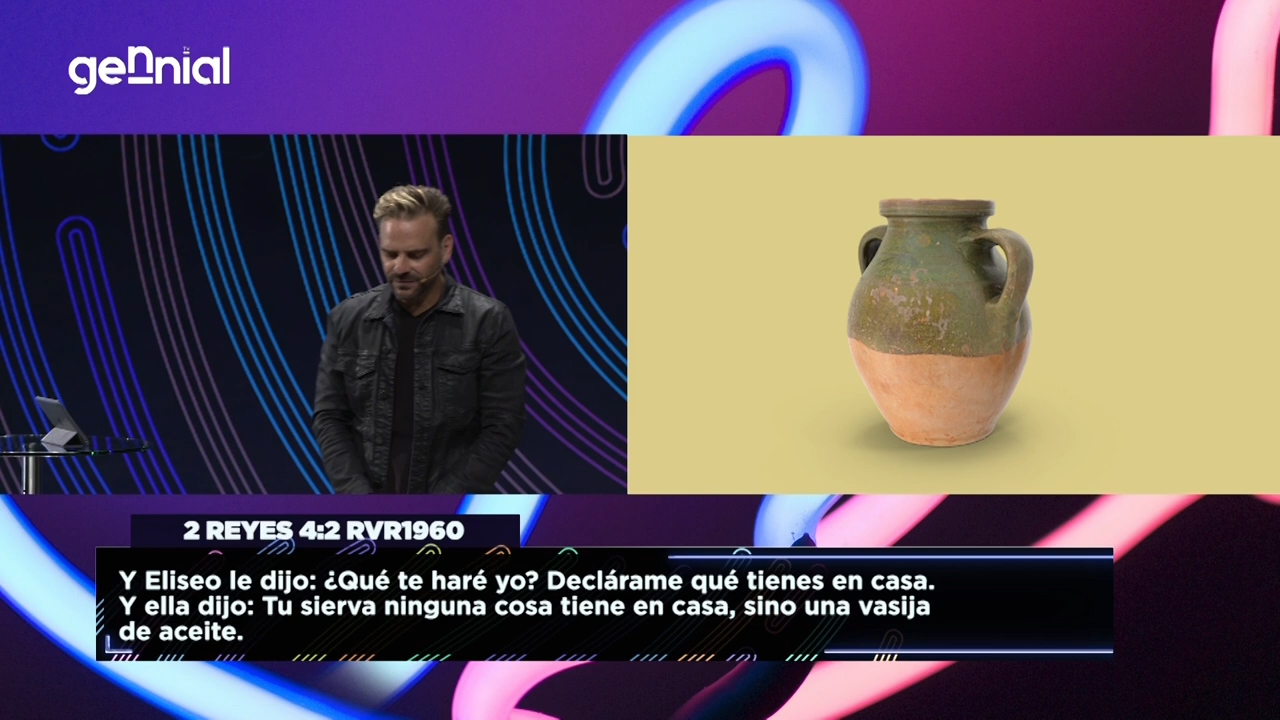 gennial
TV
2 REYES 4:2 RVR1960
Y Eliseo le dijo: ¿Qué te haré yo? Declárame qué tienes en casa.
Y ella dijo: Tu sierva ninguna cosa tiene en casa, sino una vasija
de aceite.